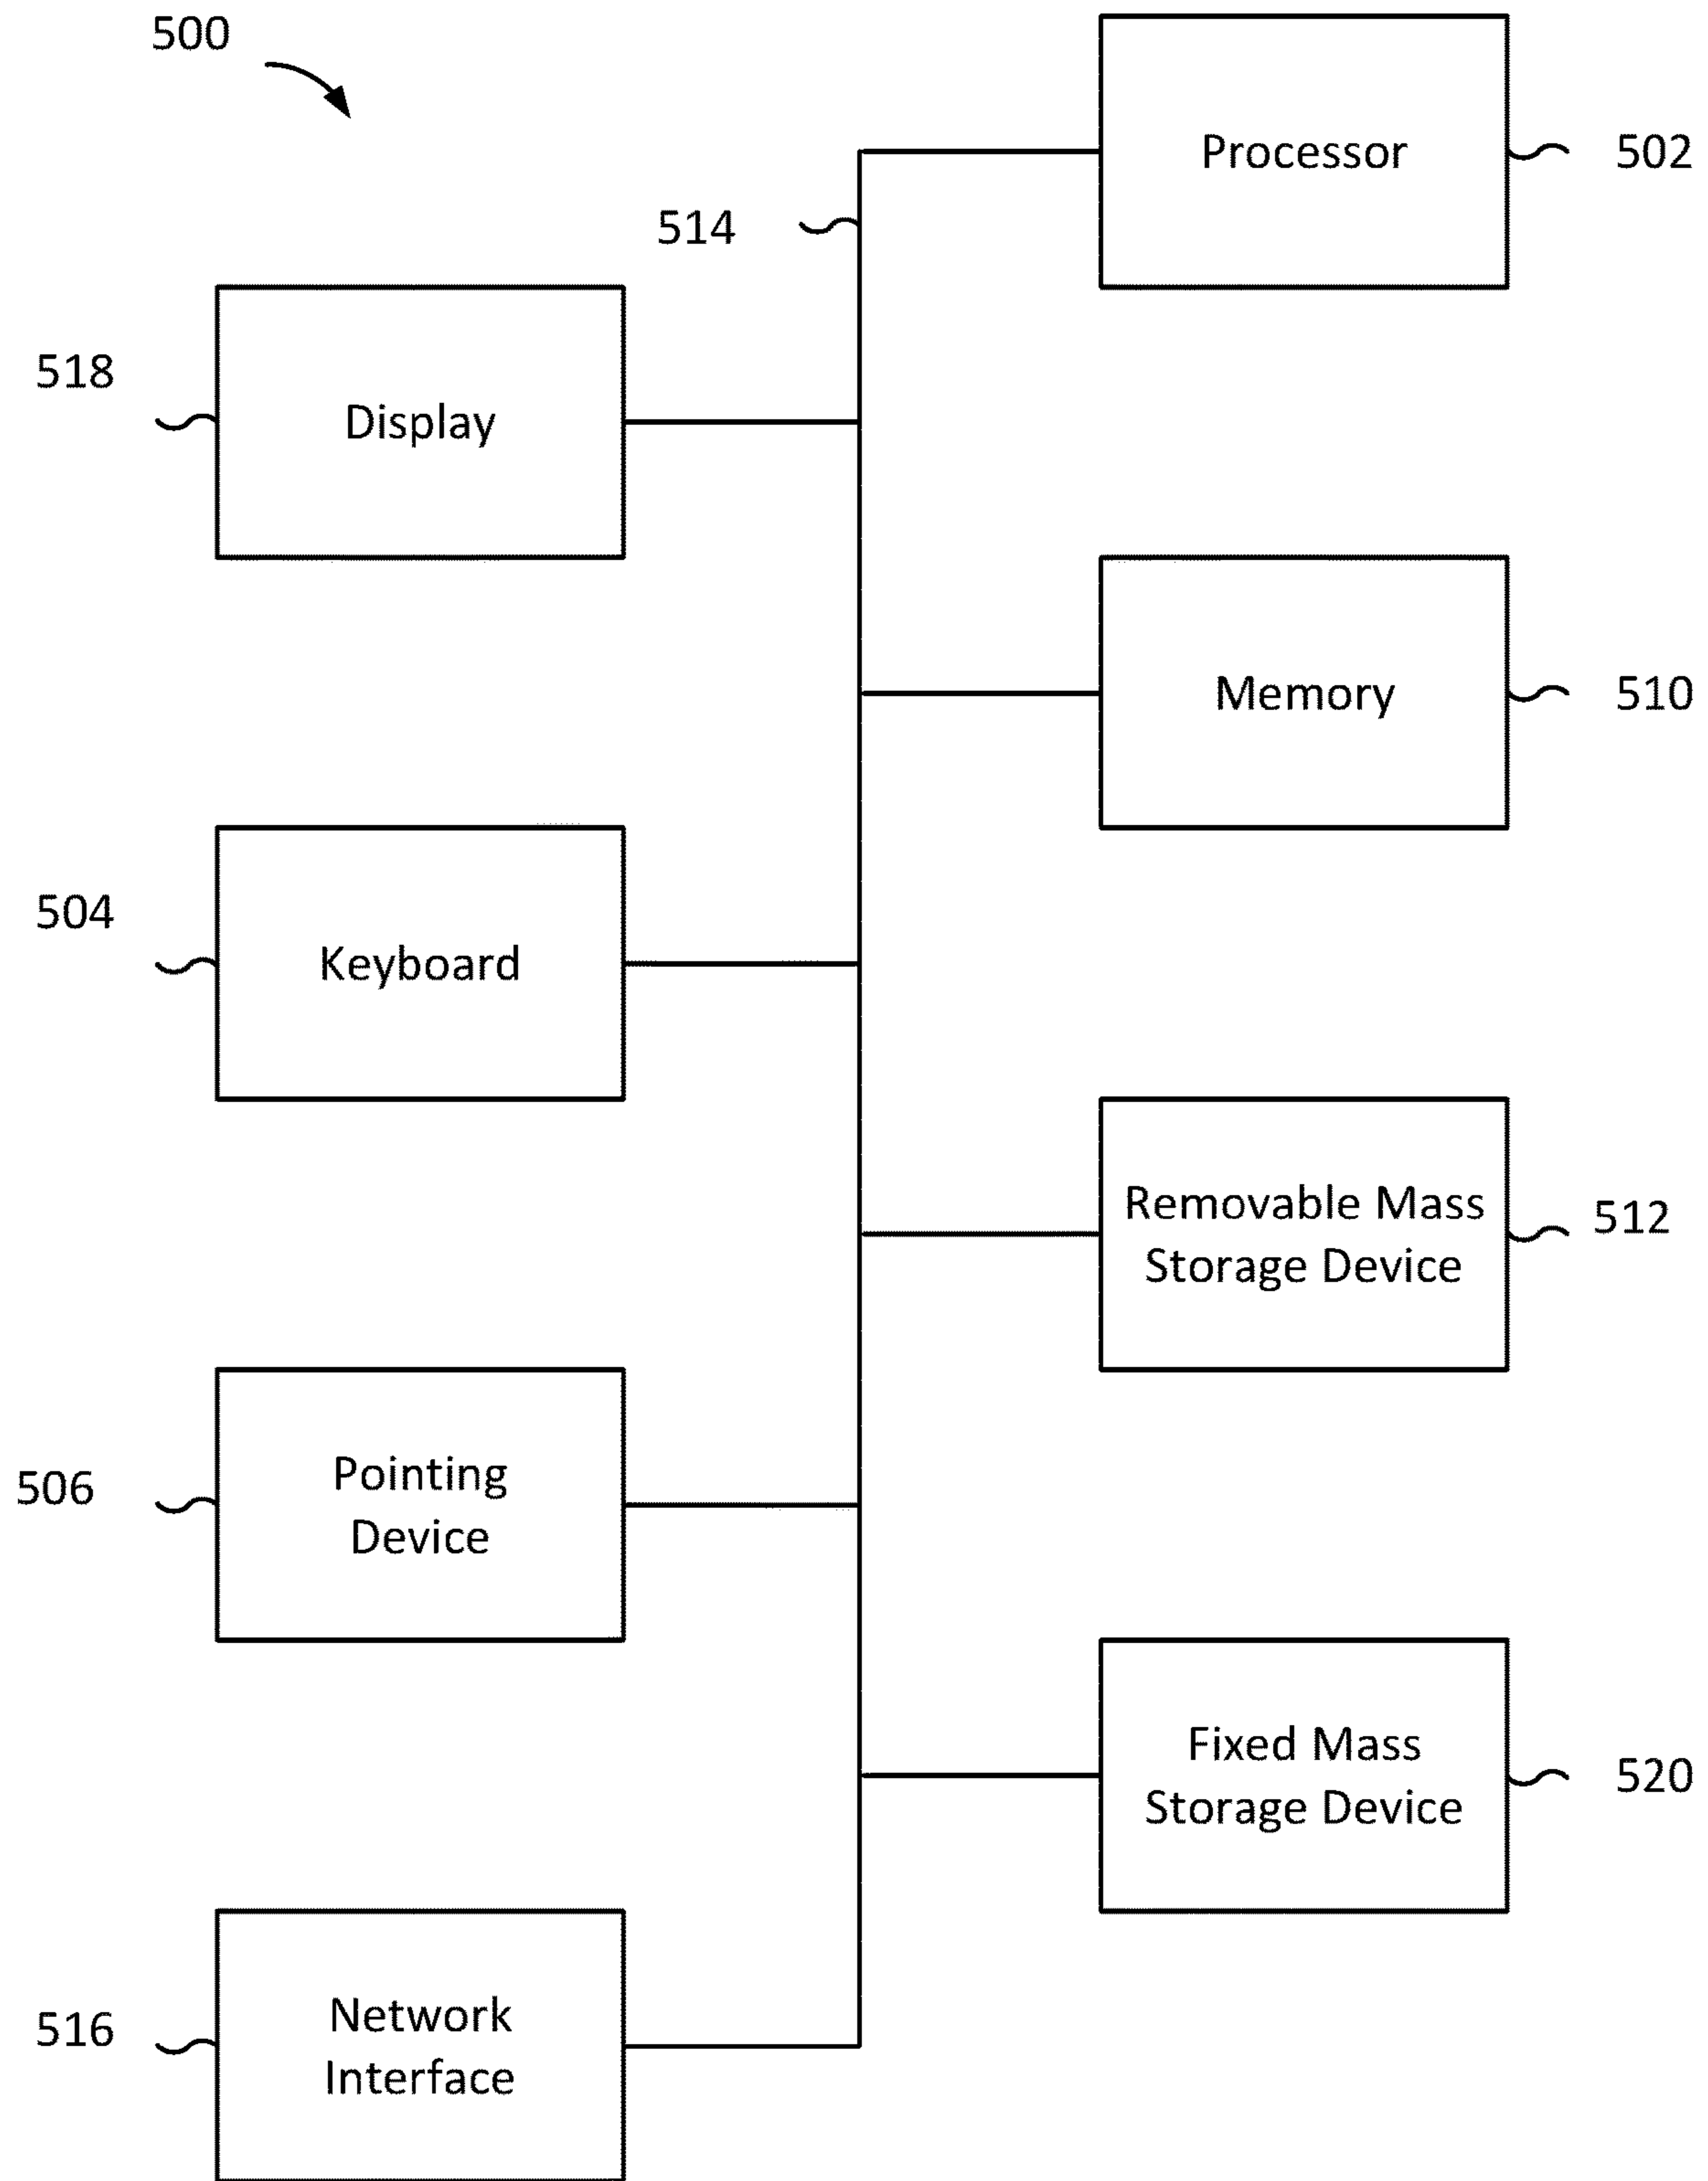 500
Processor
502
514
518
Display
Memory
510
504
Keyboard
Removable Mass
Storage Device
512
506
Pointing
Device
Fixed Mass
Storage Device
520
516
Network
Interface